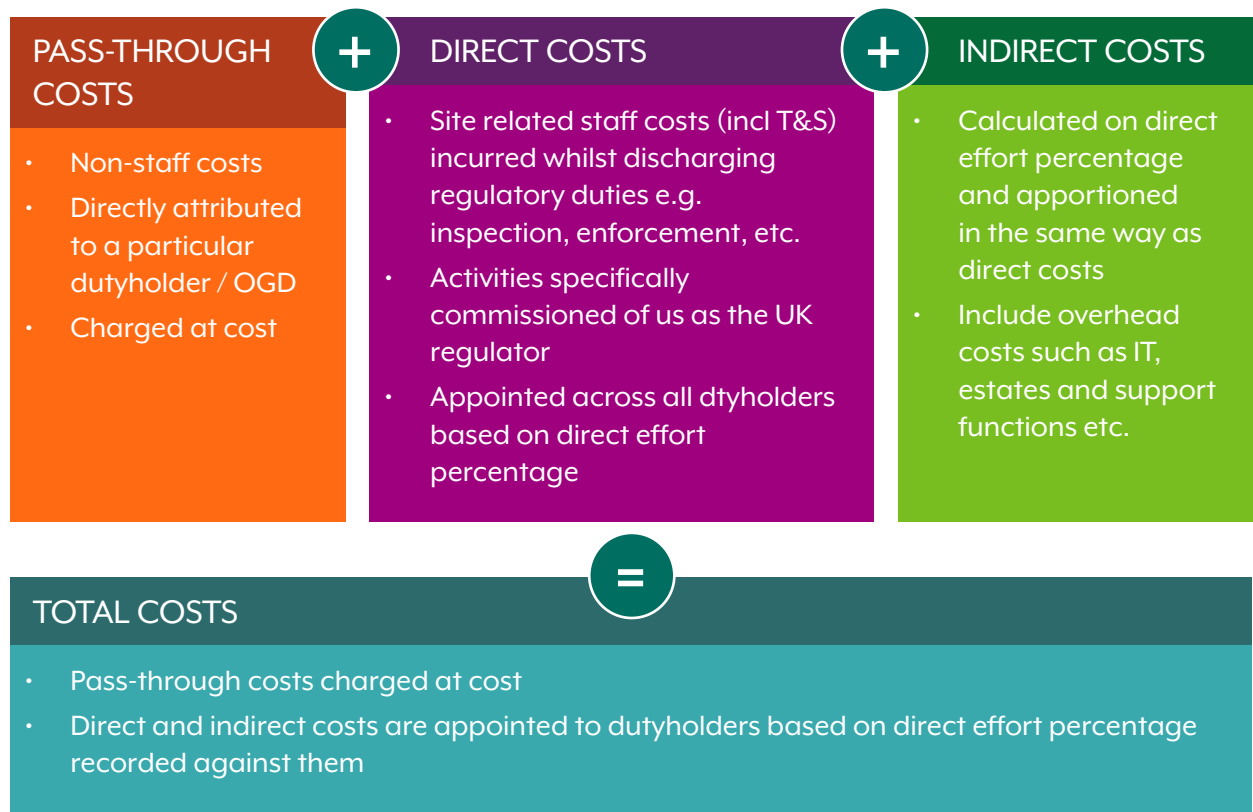 PASS-THROUGH
COSTS
• Non-staff costs
• Directly attributed
to a particular
dutyholder / OGD
• Charged at cost
+
DIRECT COSTS
• Site related staff costs (incl T&S)
incurred whilst discharging
regulatory duties e.g.
inspection, enforcement, etc.
• Activities specifically
commissioned of us as the UK
regulator
• Appointed across all dtyholders
based on direct effort
percentage
+
INDIRECT COSTS
• Calculated on direct
effort percentage
and apportioned
in the same way as
direct costs
• Include overhead
costs such as IT,
estates and support
functions etc.
=
TOTAL COSTS
• Pass-through costs charged at cost
• Direct and indirect costs are appointed to dutyholders based on direct effort percentage
recorded against them